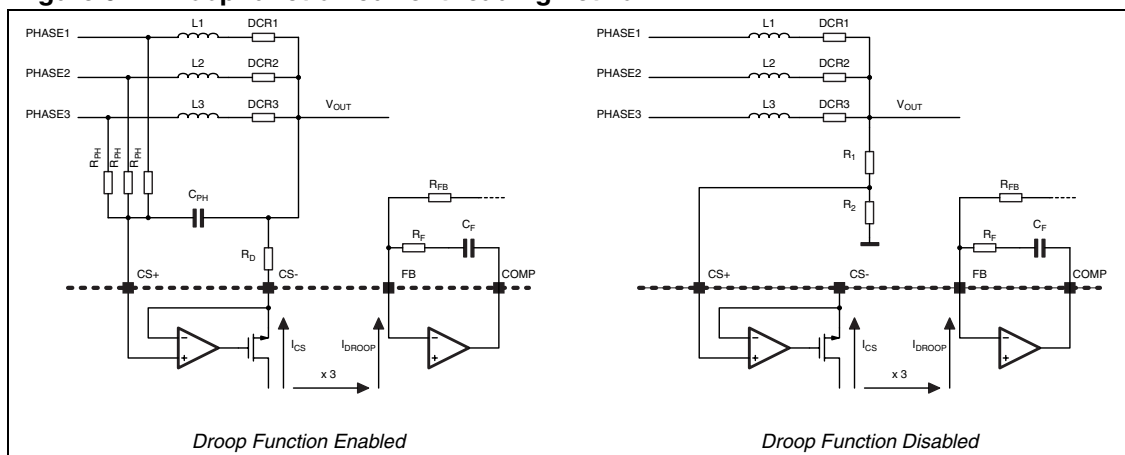 PHASE1
L1
DCR1
PHASE2
L2
DCR2
PHASE3
L3
DCR3
VOUT
RPH
RPH
RPH
CPH
RFB
RF
CF
RD
CS+
CS-
FB
COMP
ICS
IDROOP
x 3
Droop Function Enabled
PHASE1
L1
DCR1
PHASE2
L2
DCR2
PHASE3
L3
DCR3
VOUT
R1
R2
RFB
RF
CF
CS+
CS-
FB
COMP
ICS
IDROOP
x 3
Droop Function Disabled